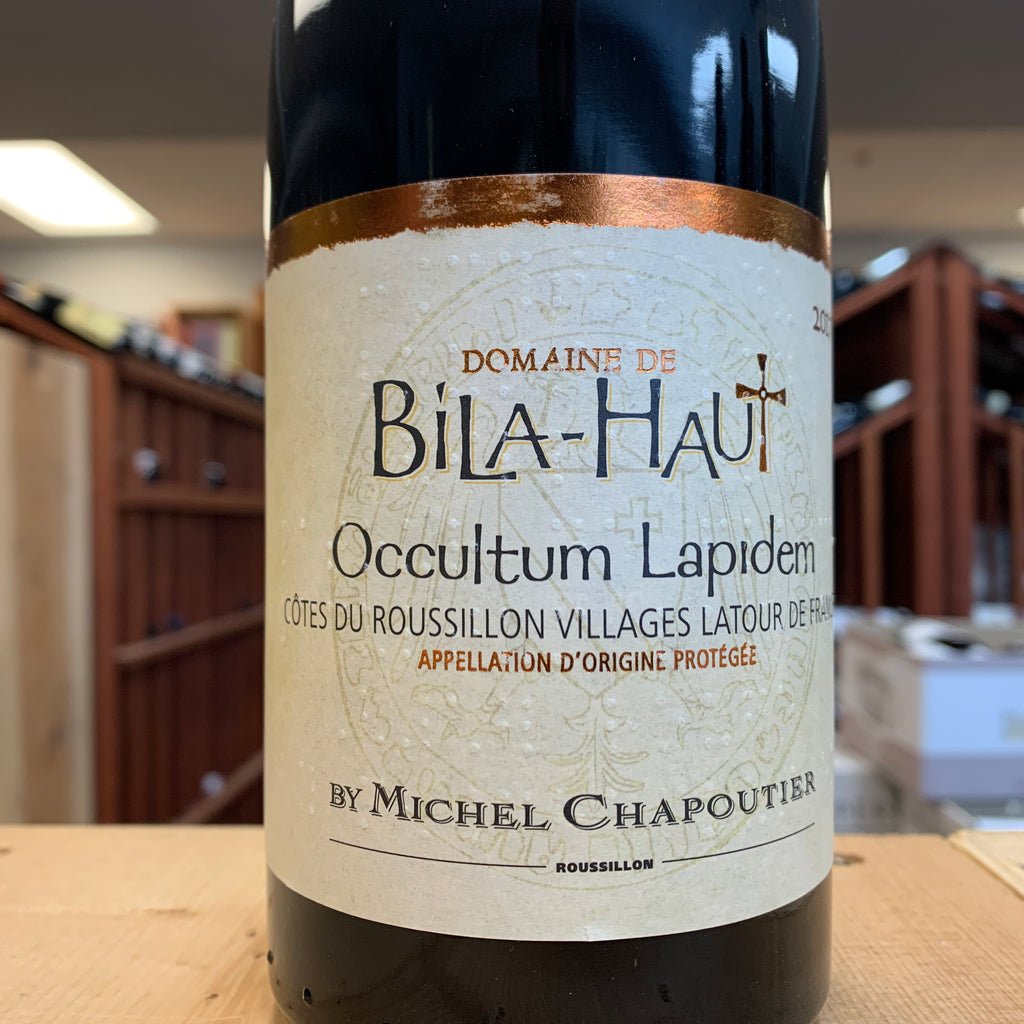 DOMAINE DE
BILA-HAUT
OCCULTUM LAPIDEM
CÔTES DU ROUSSILLON VILLAGES LATOUR DE
APPELLATION D'ORIGINE PROTÉGÉE
BY MICHEL CHAPOUTIER
ROUSSILLON